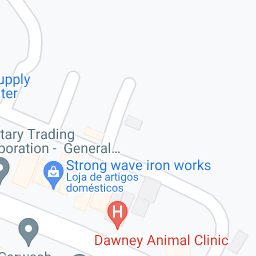 upply
ter
tary Trading
poration - General...
Strong wave iron works
Loja de artigos
domésticos
H
Dawney Animal Clinic